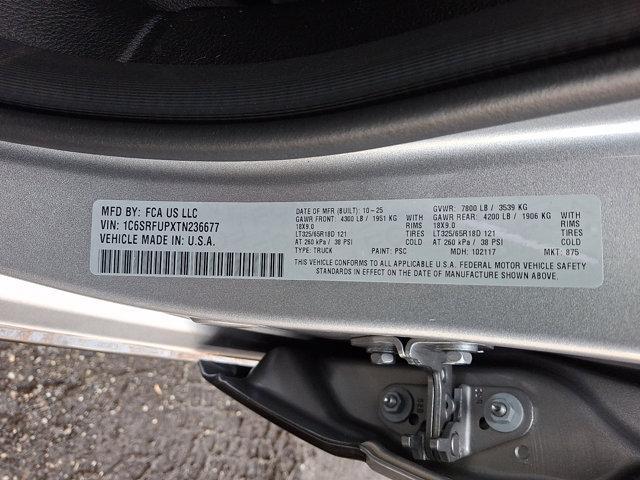 MFD BY: FCA US LLC
VIN: 1C6SRFUPXTN236677
VEHICLE MADE IN: U.S.A.
DATE OF MFR (BUILT): 10-25
GAWR FRONT: 4300 LB / 1951 KG WITH
18X9.0 RIMS
LT325/65R18D 121 TIRES
AT 260 kPa / 38 PSI COLD
TYPE: TRUCK PAINT: PSC
GVWR: 7800 LB / 3539 KG
GAWR REAR: 4200 LB / 1906 KG WITH
18X9.0 RIMS
LT325/65R18D 121 TIRES
AT 260 kPa / 38 PSI COLD
MDH: 102117 MKT: 875
THIS VEHICLE CONFORMS TO ALL APPLICABLE U.S.A. FEDERAL MOTOR VEHICLE SAFETY
STANDARDS IN EFFECT ON THE DATE OF MANUFACTURE SHOWN ABOVE.